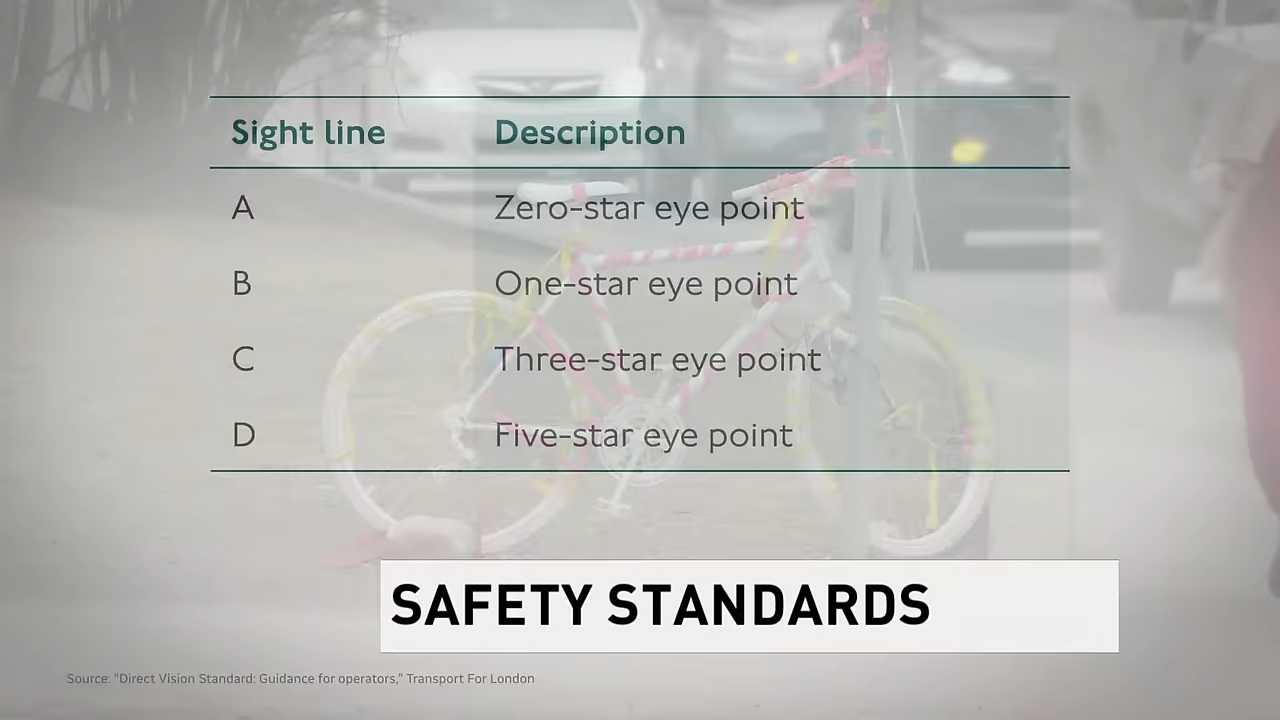 Sight line Description
A Zero-star eye point
B One-star eye point
C Three-star eye point
D Five-star eye point
SAFETY STANDARDS
Source: "Direct Vision Standard: Guidance for operators," Transport For London